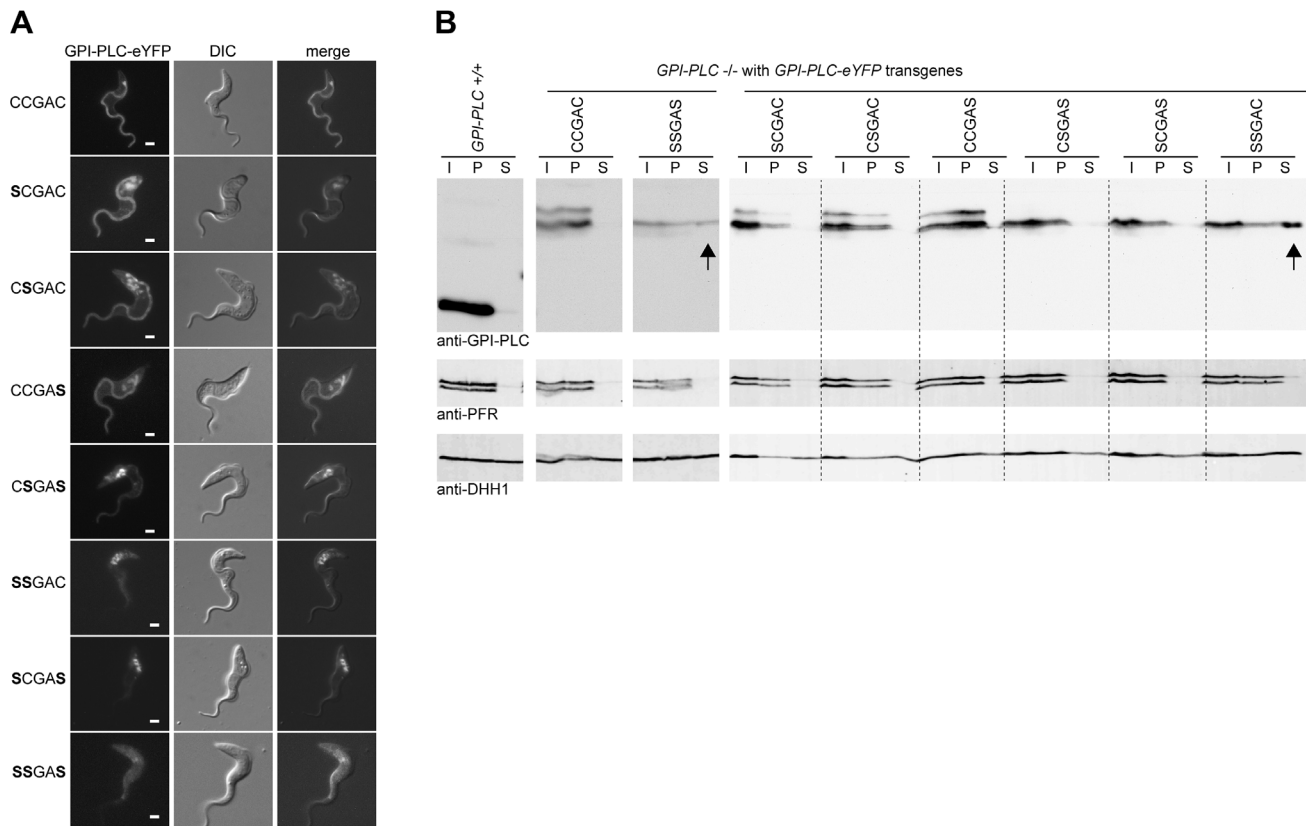 A
GPI-PLC-eYFP DIC merge
CCGAC
SCGAC
CSGAC
CCGAS
CSGAS
SSGAC
SCGAS
SSGAS
B
GPI-PLC +/+
GPI-PLC -/- with GPI-PLC-eYFP transgenes
CCGAC SSGAS SCGAC CSGAC CCGAS CSGAS SCGAS SSGAC
I P S I P S I P S I P S I P S I P S I P S I P S I P S
anti-GPI-PLC
anti-PFR
anti-DHH1